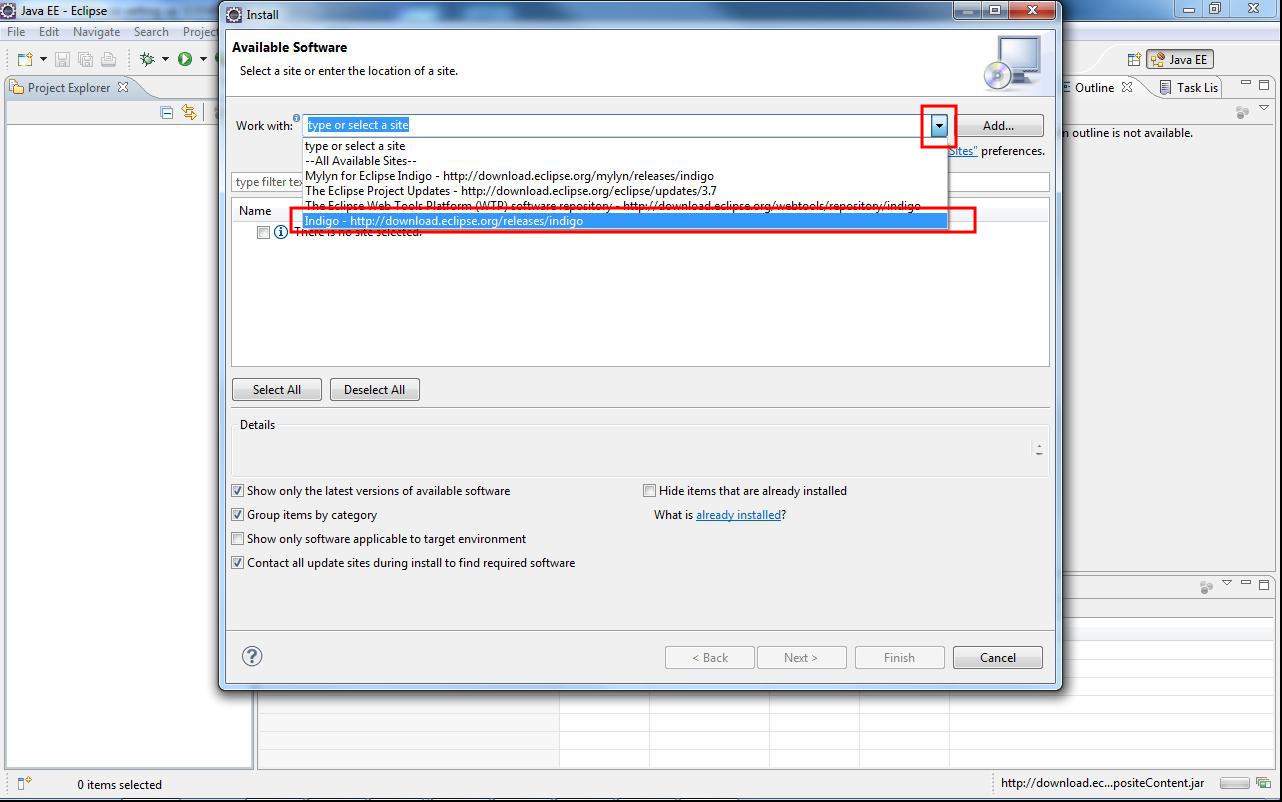 Java EE - Eclipse
File Edit Navigate Search Project
Java EE
Project Explorer
Outline Task Lis
n outline is not available.
Install
Available Software
Select a site or enter the location of a site.
Work with: type or select a site Add...
type or select a site
--All Available Sites--
Mylyn for Eclipse Indigo - http://download.eclipse.org/mylyn/releases/indigo
The Eclipse Project Updates - http://download.eclipse.org/eclipse/updates/3.7
The Eclipse Web Tools Platform (WTP) software repository - http://download.eclipse.org/webtools/repository/indigo
Indigo - http://download.eclipse.org/releases/indigo
Sites" preferences.
type filter tex
Name
There is no site selected.
Select All Deselect All
Details
Show only the latest versions of available software Hide items that are already installed
Group items by category What is already installed?
Show only software applicable to target environment
Contact all update sites during install to find required software
< Back Next > Finish Cancel
0 items selected http://download.ec...positeContent.jar